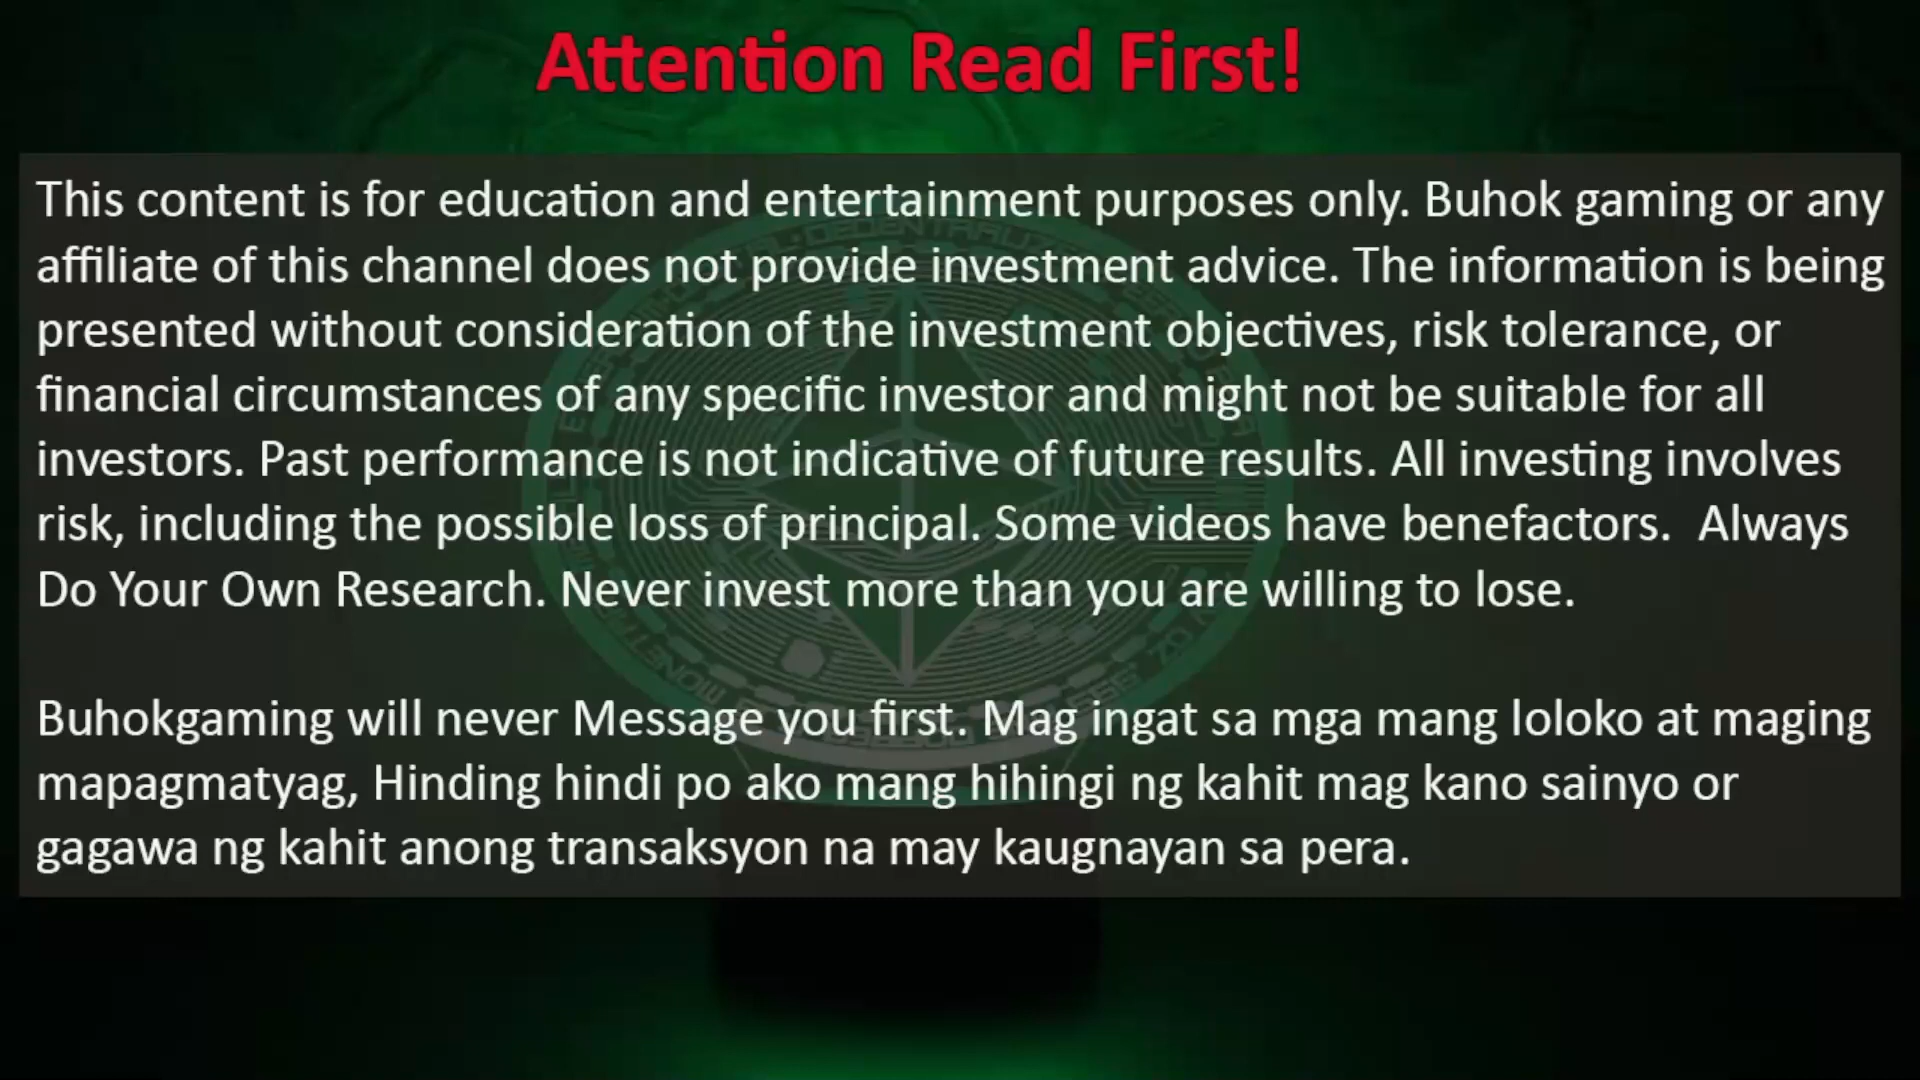 Attention Read First!
This content is for education and entertainment purposes only. Buhok gaming or any
affiliate of this channel does not provide investment advice. The information is being
presented without consideration of the investment objectives, risk tolerance, or
financial circumstances of any specific investor and might not be suitable for all
investors. Past performance is not indicative of future results. All investing involves
risk, including the possible loss of principal. Some videos have benefactors.  Always
Do Your Own Research. Never invest more than you are willing to lose.
Buhokgaming will never Message you first. Mag ingat sa mga mang loloko at maging
mapagmatyag, Hinding hindi po ako mang hihingi ng kahit mag kano sainyo or
gagawa ng kahit anong transaksyon na may kaugnayan sa pera.